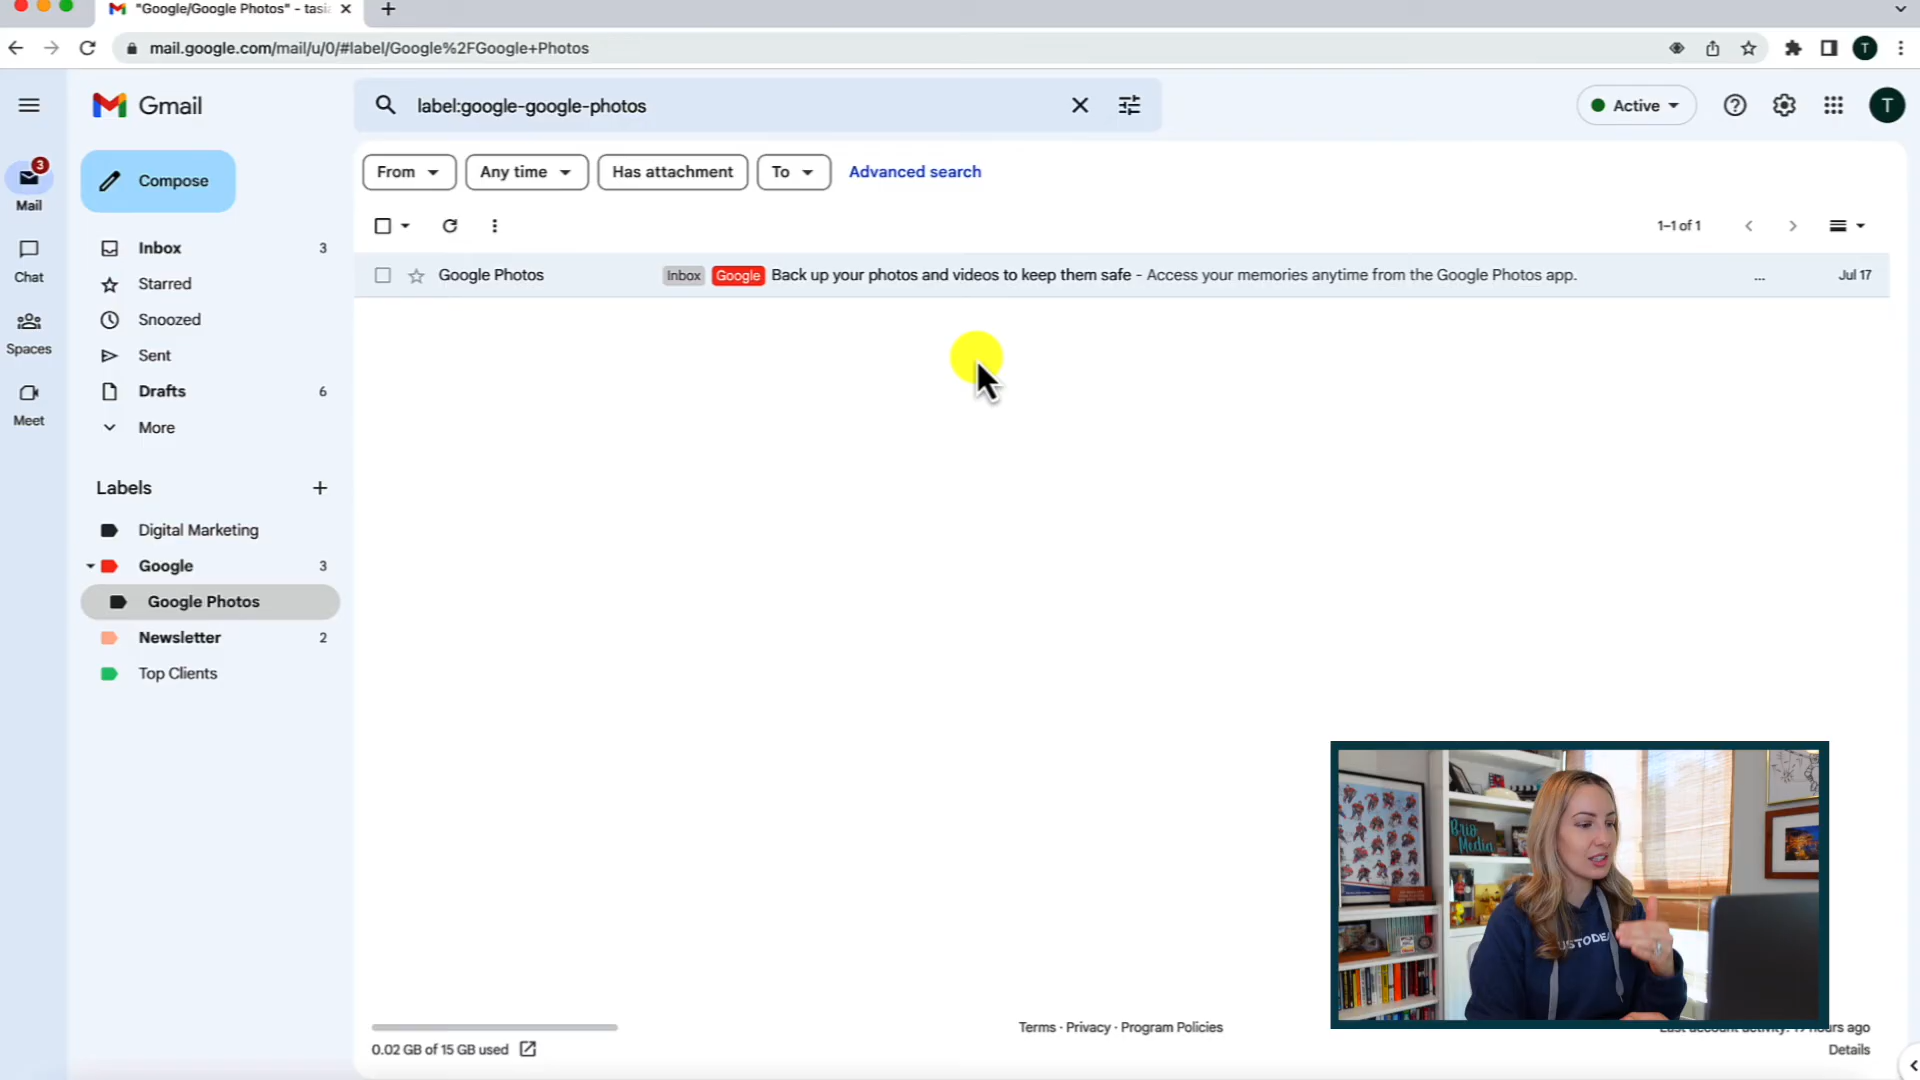 "Google/Google Photos" - tasi
mail.google.com/mail/u/0/#label/Google%2FGoogle+Photos
T
Gmail
label:google-google-photos
Active
T
3
Mail
Chat
Spaces
Meet
Compose
Inbox 3
Starred
Snoozed
Sent
Drafts 6
More
Labels
Digital Marketing
Google 3
Google Photos
Newsletter 2
Top Clients
From
Any time
Has attachment
To
Advanced search
1–1 of 1
Google Photos Inbox Google Back up your photos and videos to keep them safe - Access your memories anytime from the Google Photos app. ... Jul 17
Brio
Media
Terms · Privacy · Program Policies
0.02 GB of 15 GB used
Details